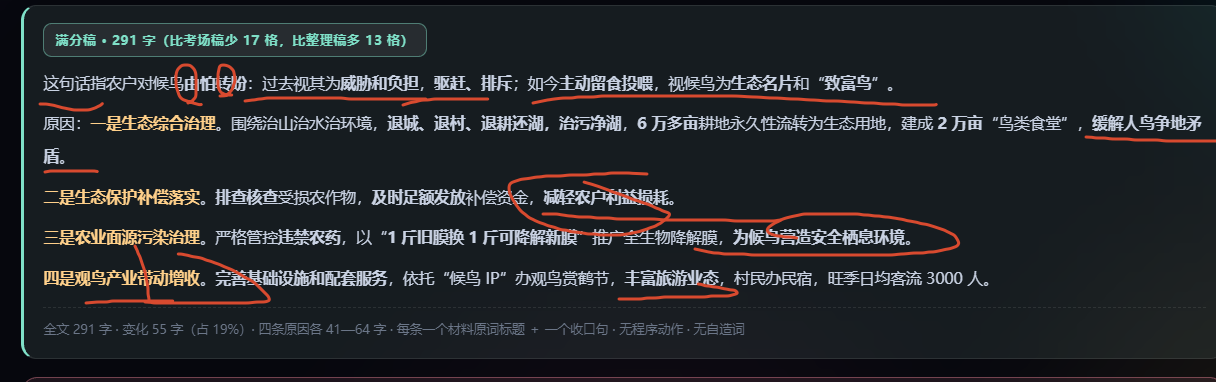 满分稿 • 291 字（比考场稿少 17 格，比整理稿多 13 格）
这句话指农户对候鸟由怕转盼：过去视其为威胁和负担，驱赶、排斥；如今主动留食投喂，视候鸟为生态名片和“致富鸟”。
原因：一是生态综合治理。围绕治山治水治环境，退城、退村、退耕还湖，治污净湖，6 万多亩耕地永久性流转为生态用地，建成 2 万亩“鸟类食堂”，缓解人鸟争地矛
盾。
二是生态保护补偿落实。排查核查受损农作物，及时足额发放补偿资金，减轻农户利益损耗。
三是农业面源污染治理。严格管控违禁农药，以“1 斤旧膜换 1 斤可降解新膜”推广全生物降解膜，为候鸟营造安全栖息环境。
四是观鸟产业带动增收。完善基础设施和配套服务，依托“候鸟 IP”办观鸟赏鹤节，丰富旅游业态，村民办民宿，旺季日均客流 3000 人。
全文 291 字 · 变化 55 字（占 19%）· 四条原因各 41—64 字 · 每条一个材料原词标题 + 一个收口句 · 无程序动作 · 无自造词